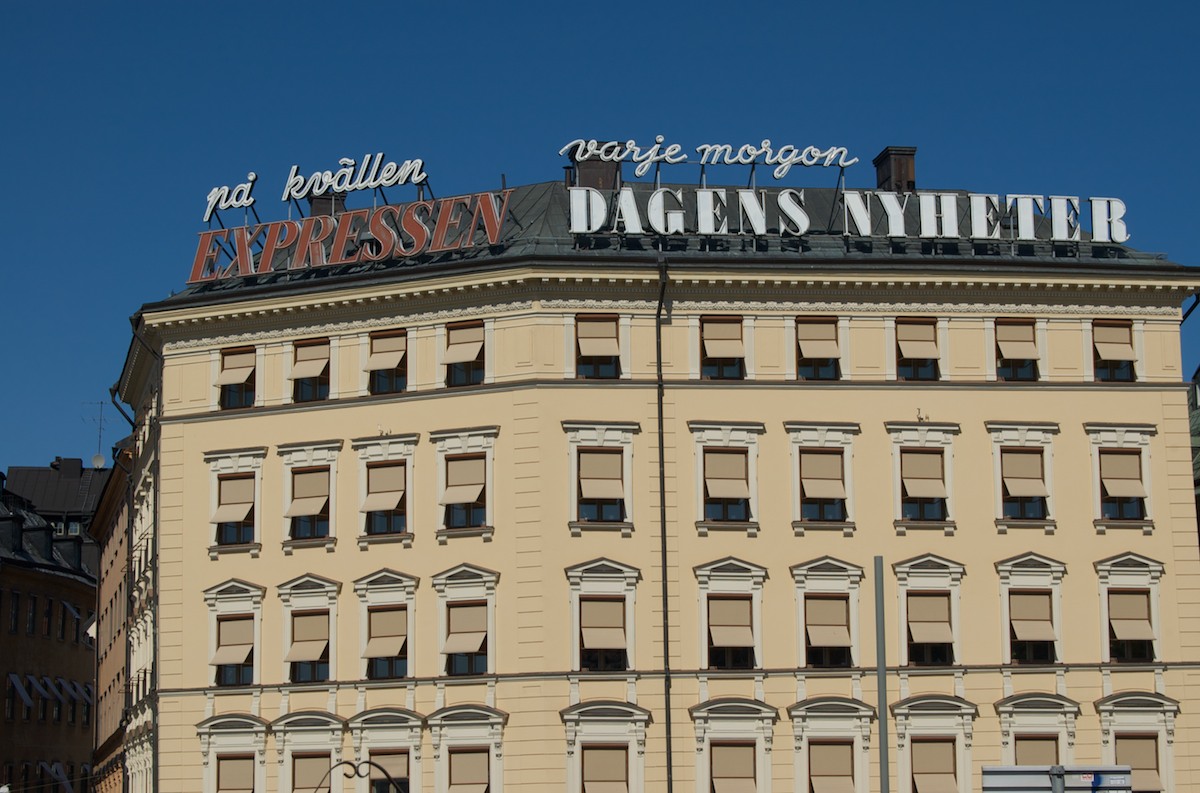 på kvällen
EXPRESSEN
varje morgon
DAGENS NYHETER